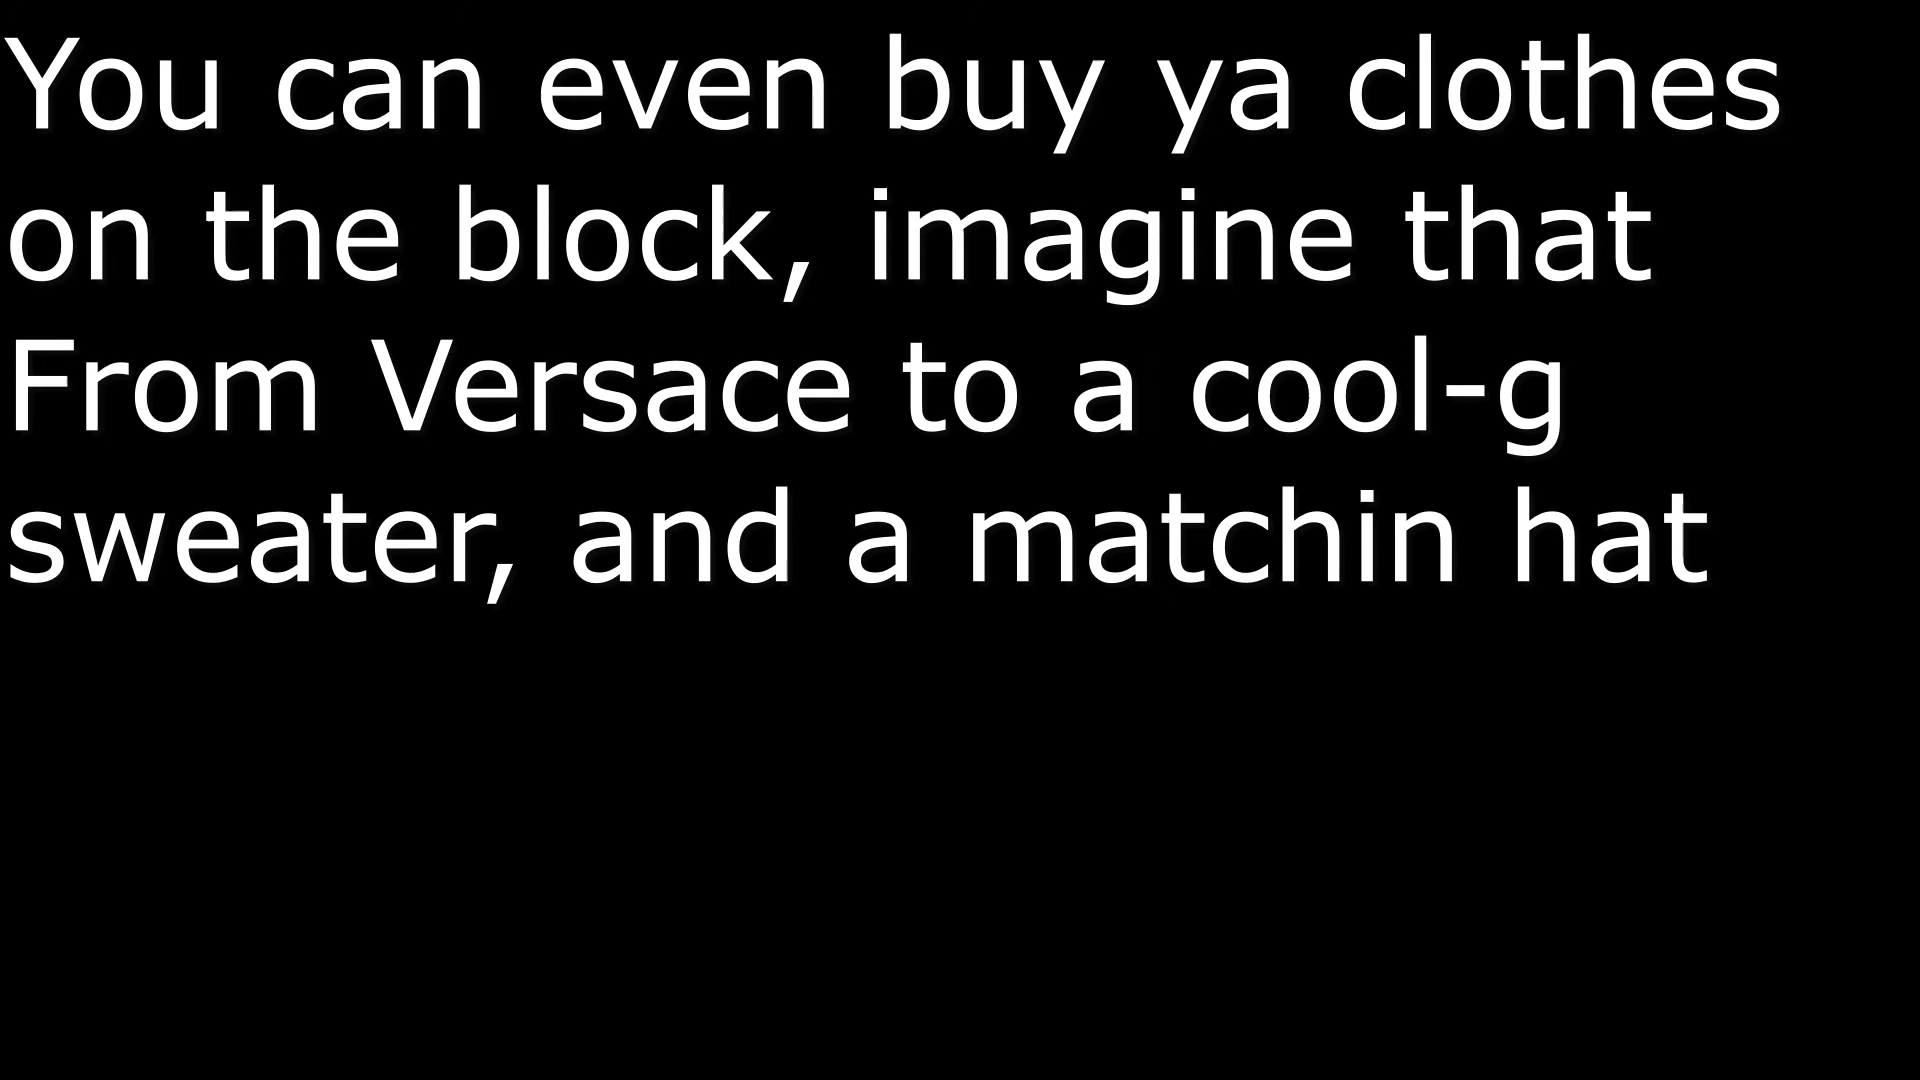 You can even buy ya clothes
on the block, imagine that
From Versace to a cool-g
sweater, and a matchin hat